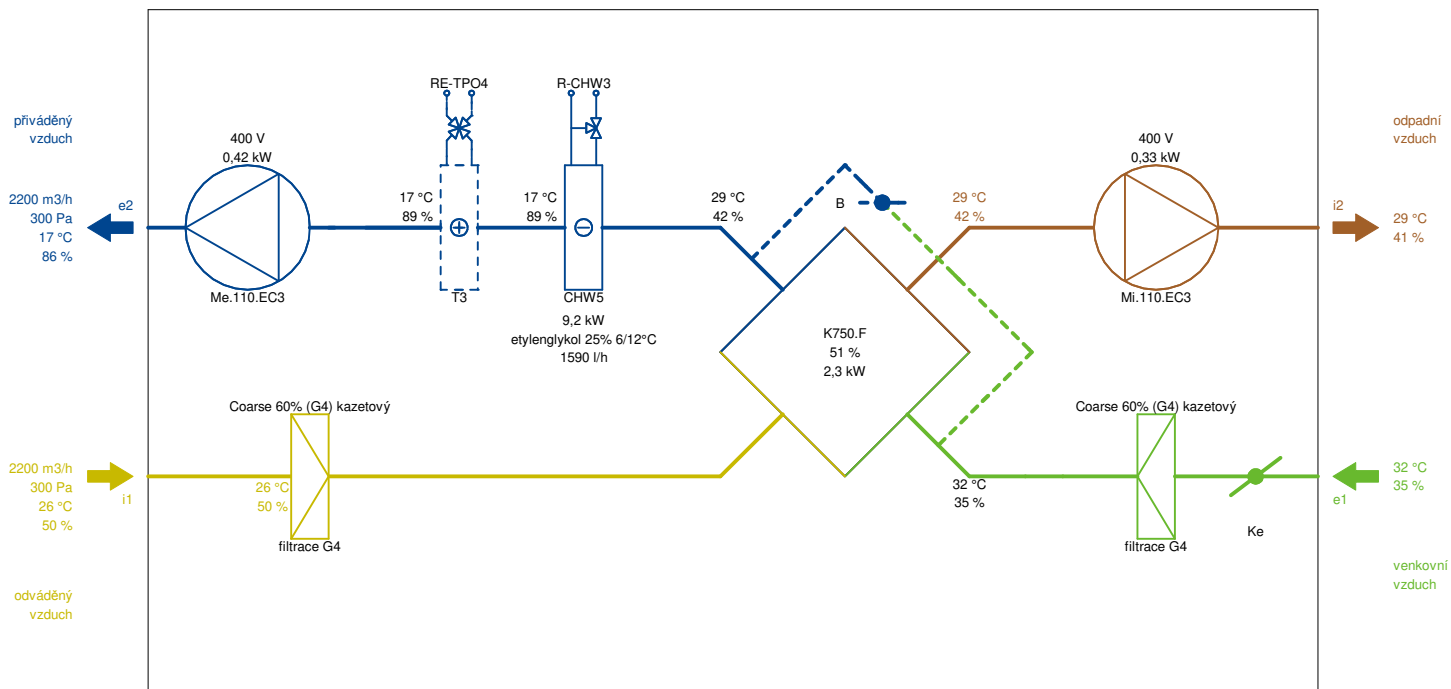 RE-TPO4
R-CHW3
přiváděný
vzduch
400 V
0,42 kW
400 V
0,33 kW
odpadní
vzduch
2200 m3/h
300 Pa
17 °C
86 %
e2
17 °C
89 %
17 °C
89 %
29 °C
42 %
B
29 °C
42 %
i2
29 °C
41 %
Me.110.EC3
T3
CHW5
Mi.110.EC3
9,2 kW
etylenglykol 25% 6/12°C
1590 l/h
K750.F
51 %
2,3 kW
Coarse 60% (G4) kazetový
Coarse 60% (G4) kazetový
2200 m3/h
300 Pa
26 °C
50 %
i1
26 °C
50 %
32 °C
35 %
32 °C
35 %
e1
filtrace G4
filtrace G4
Ke
odváděný
vzduch
venkovní
vzduch